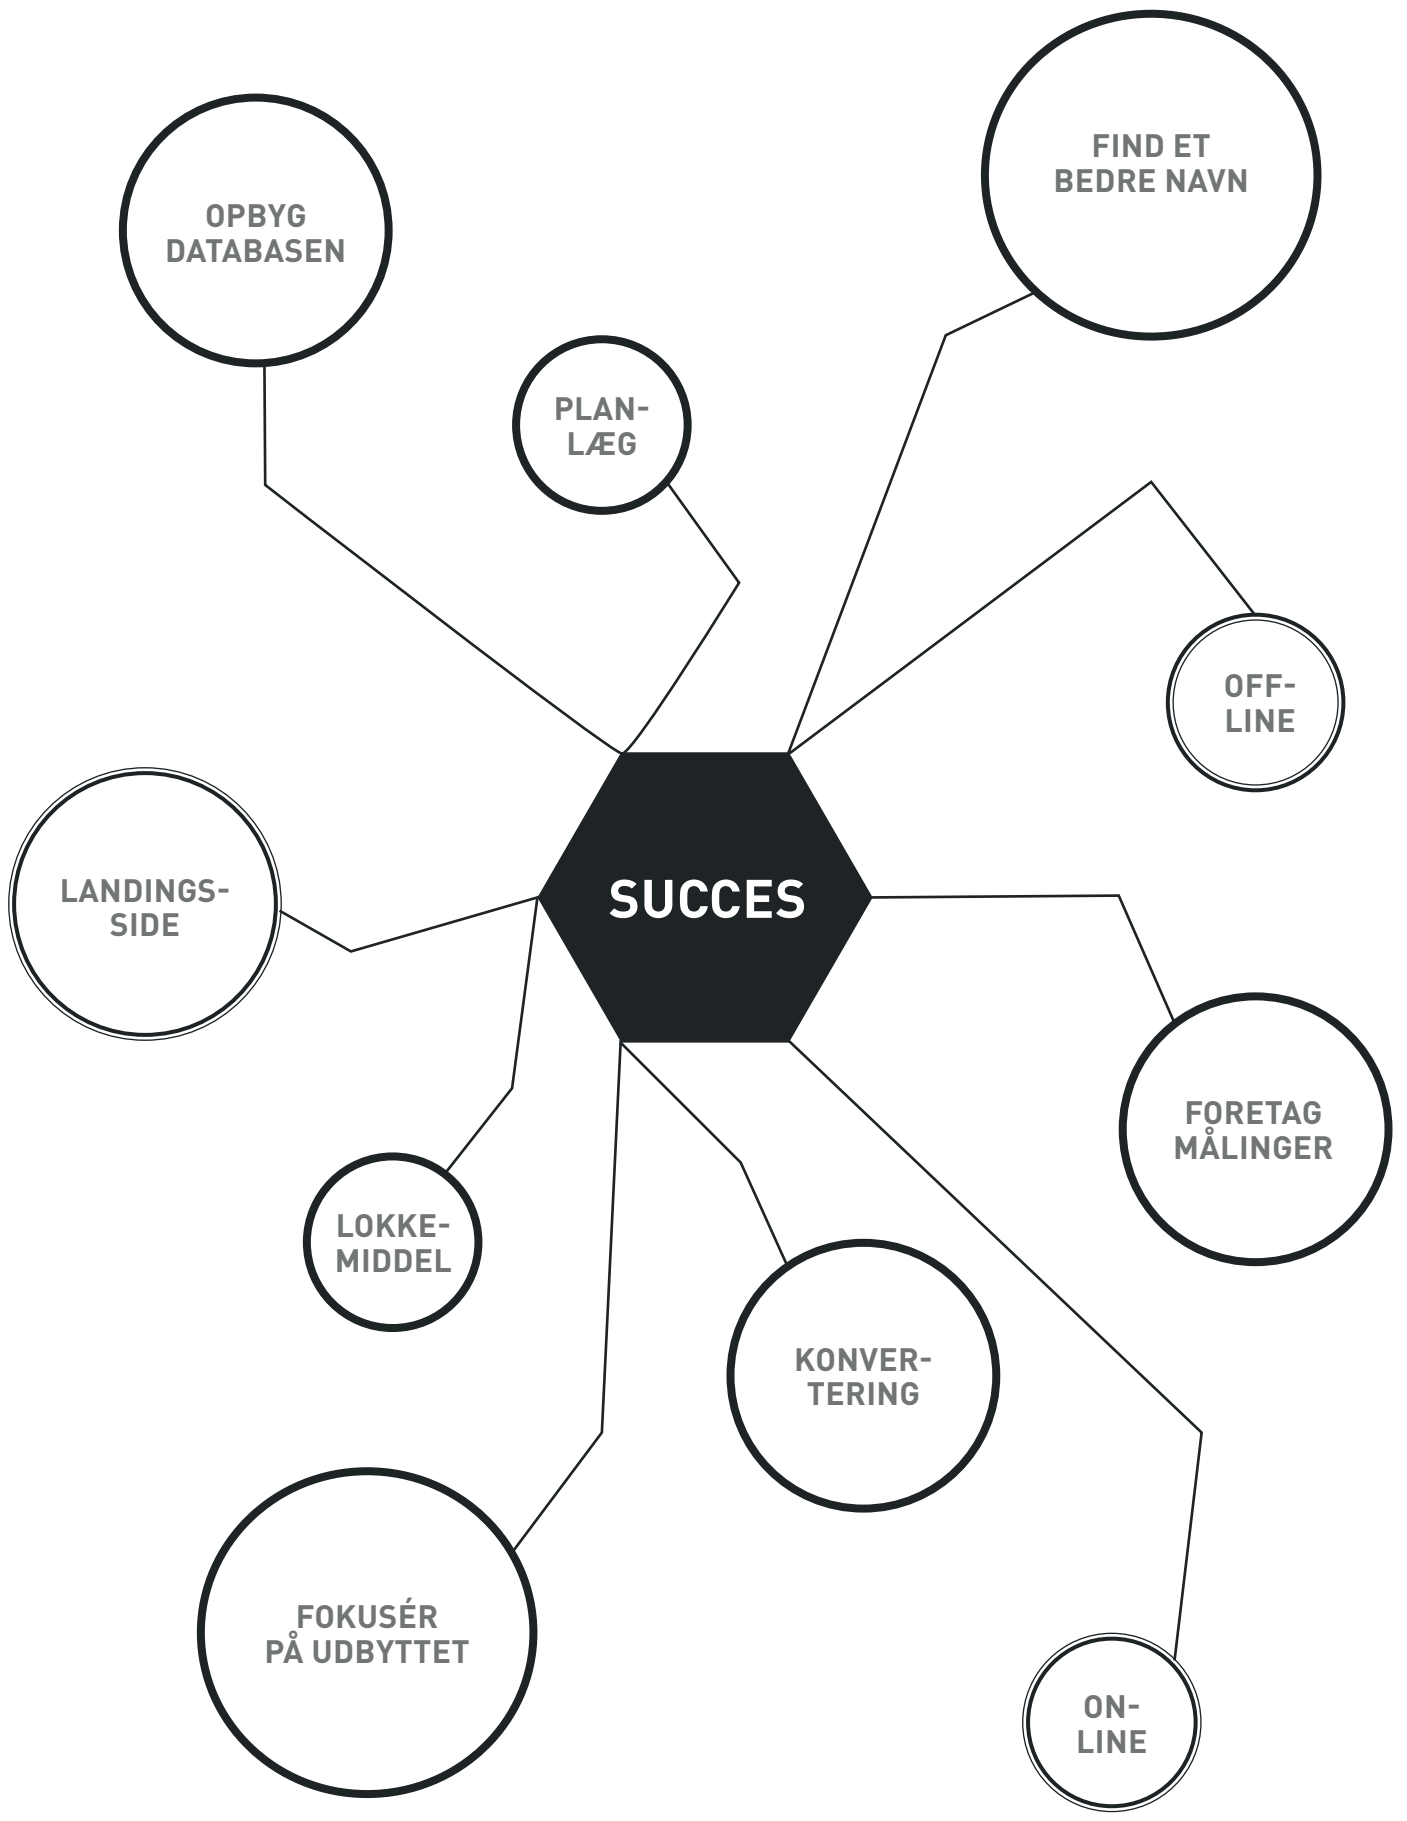 FIND ET
BEDRE NAVN
OPBYG
DATABASEN
PLAN-
LÆG
OFF-
LINE
LANDINGS-
SIDE
SUCCES
FORETAG
MÅLINGER
LOKKE-
MIDDEL
KONVER-
TERING
FOKUSÉR
PÅ UDBYTTET
ON-
LINE